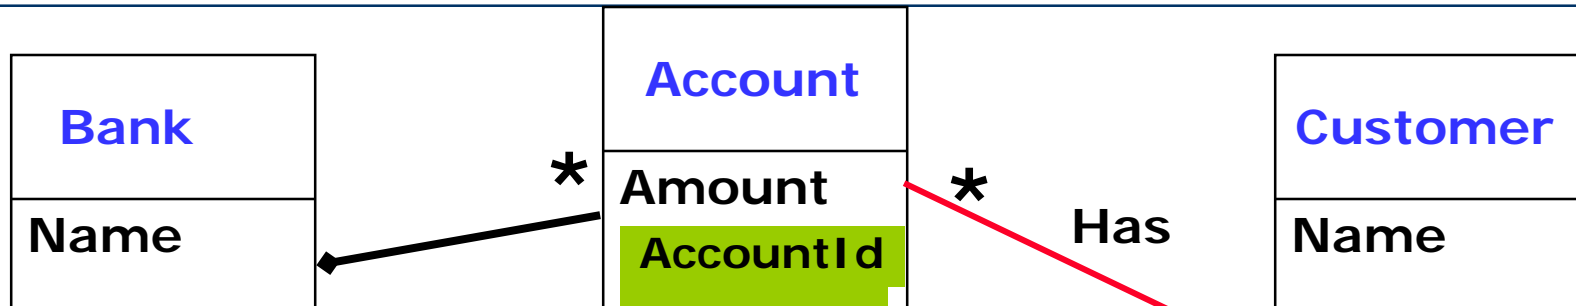 Bank
Name
*
Account
Amount
AccountId
*
Has
Customer
Name